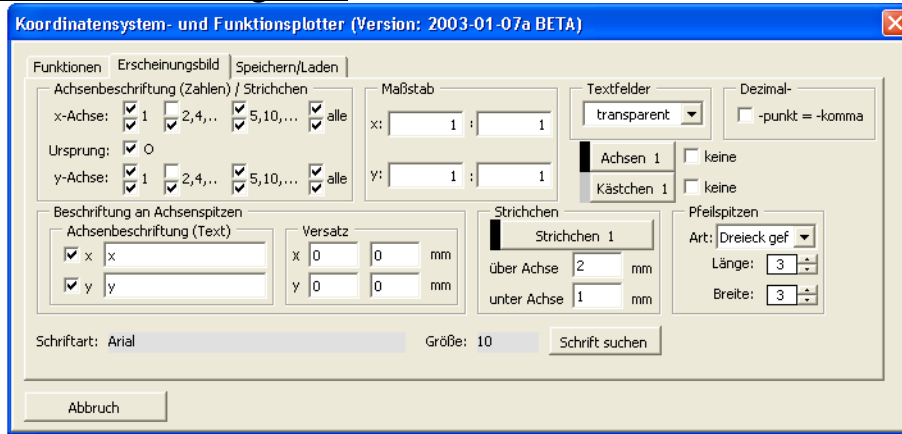 Koordinatensystem- und Funktionsplotter (Version: 2003-01-07a BETA)
Funktionen Erscheinungsbild Speichern/Laden
Achsenbeschriftung (Zahlen) / Strichchen Maßstab Textfelder Dezimal-
x-Achse: 1 2,4,.. 5,10,... alle x: 1 : 1 transparent -punkt = -komma
Ursprung: O Achsen 1 keine
y-Achse: 1 2,4,.. 5,10,... alle y: 1 : 1 Kästchen 1 keine
Beschriftung an Achsenspitzen Strichchen Pfeilspitzen
Achsenbeschriftung (Text) Versatz Strichchen 1 Art: Dreieck gef
x x x 0 0 mm über Achse 2 mm Länge: 3
y y y 0 0 mm unter Achse 1 mm Breite: 3
Schriftart: Arial Größe: 10 Schrift suchen
Abbruch